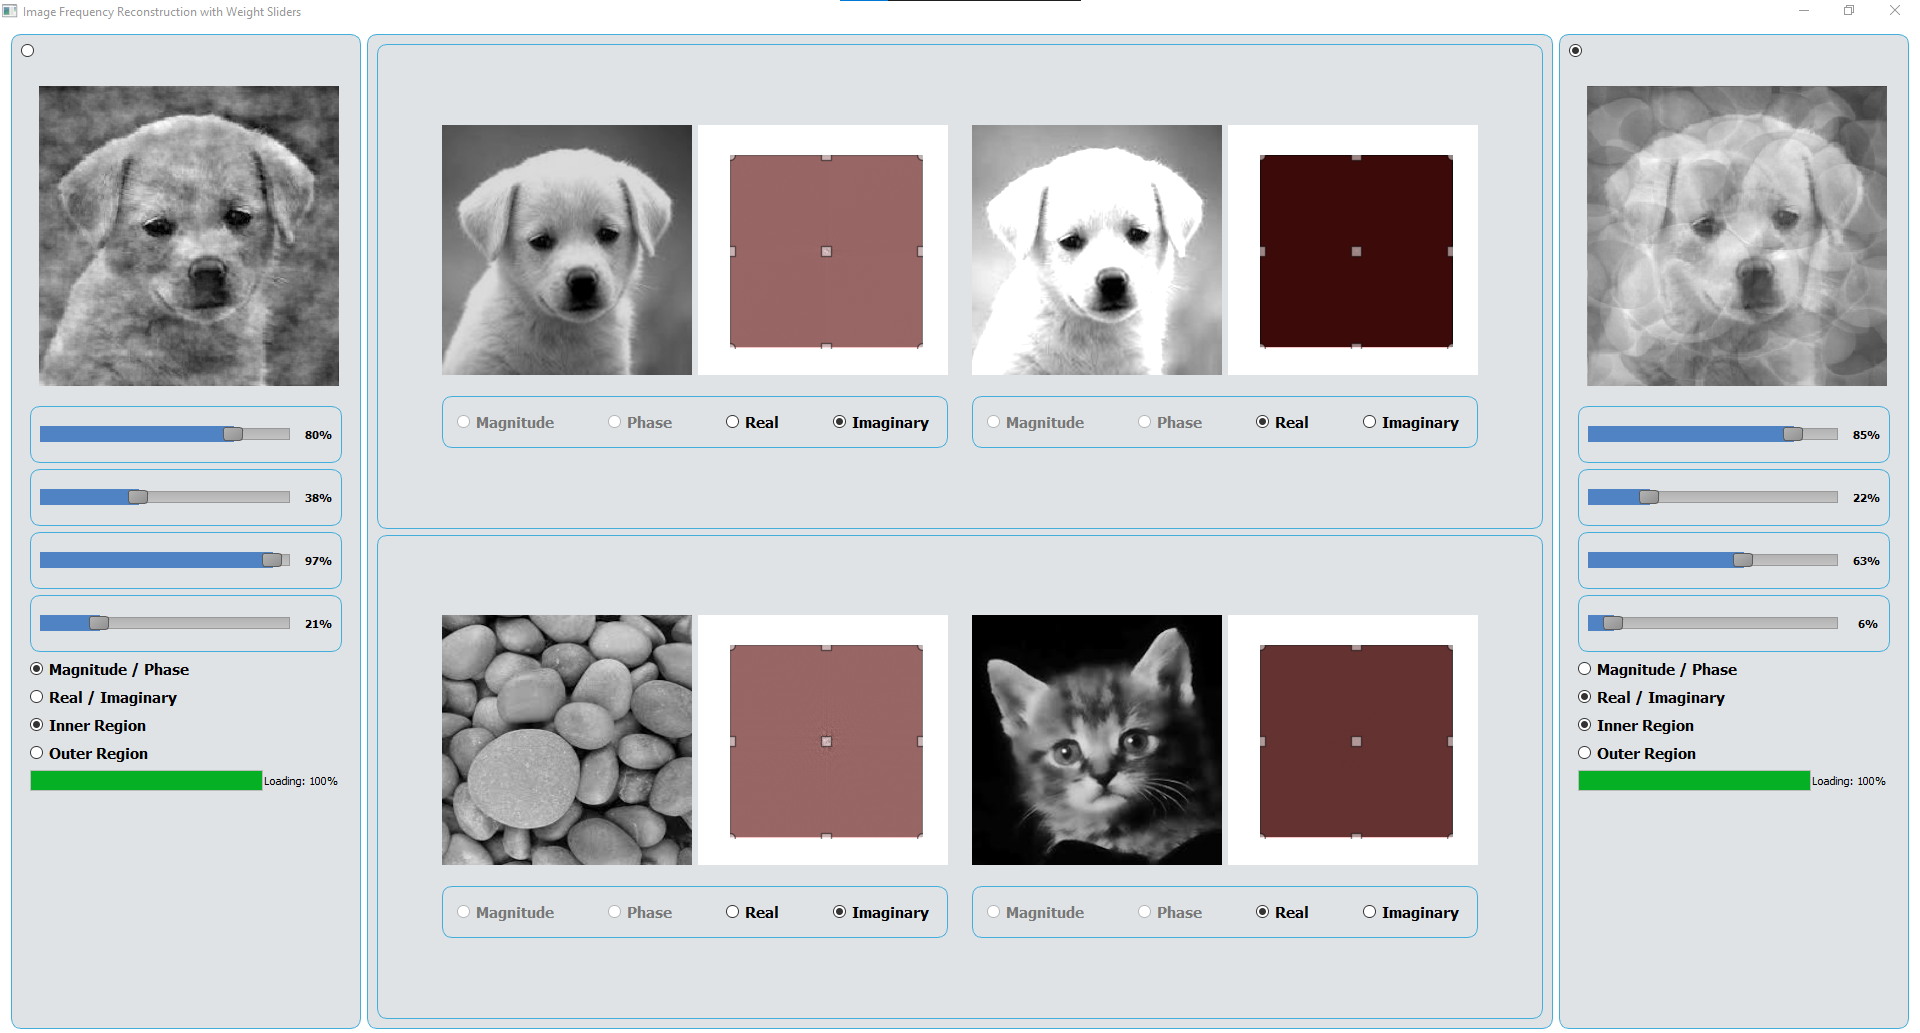 Image Frequency Reconstruction with Weight Sliders
80%
38%
97%
21%
Magnitude / Phase
Real / Imaginary
Inner Region
Outer Region
Loading: 100%
Magnitude Phase Real Imaginary
Magnitude Phase Real Imaginary
Magnitude Phase Real Imaginary
Magnitude Phase Real Imaginary
85%
22%
63%
6%
Magnitude / Phase
Real / Imaginary
Inner Region
Outer Region
Loading: 100%